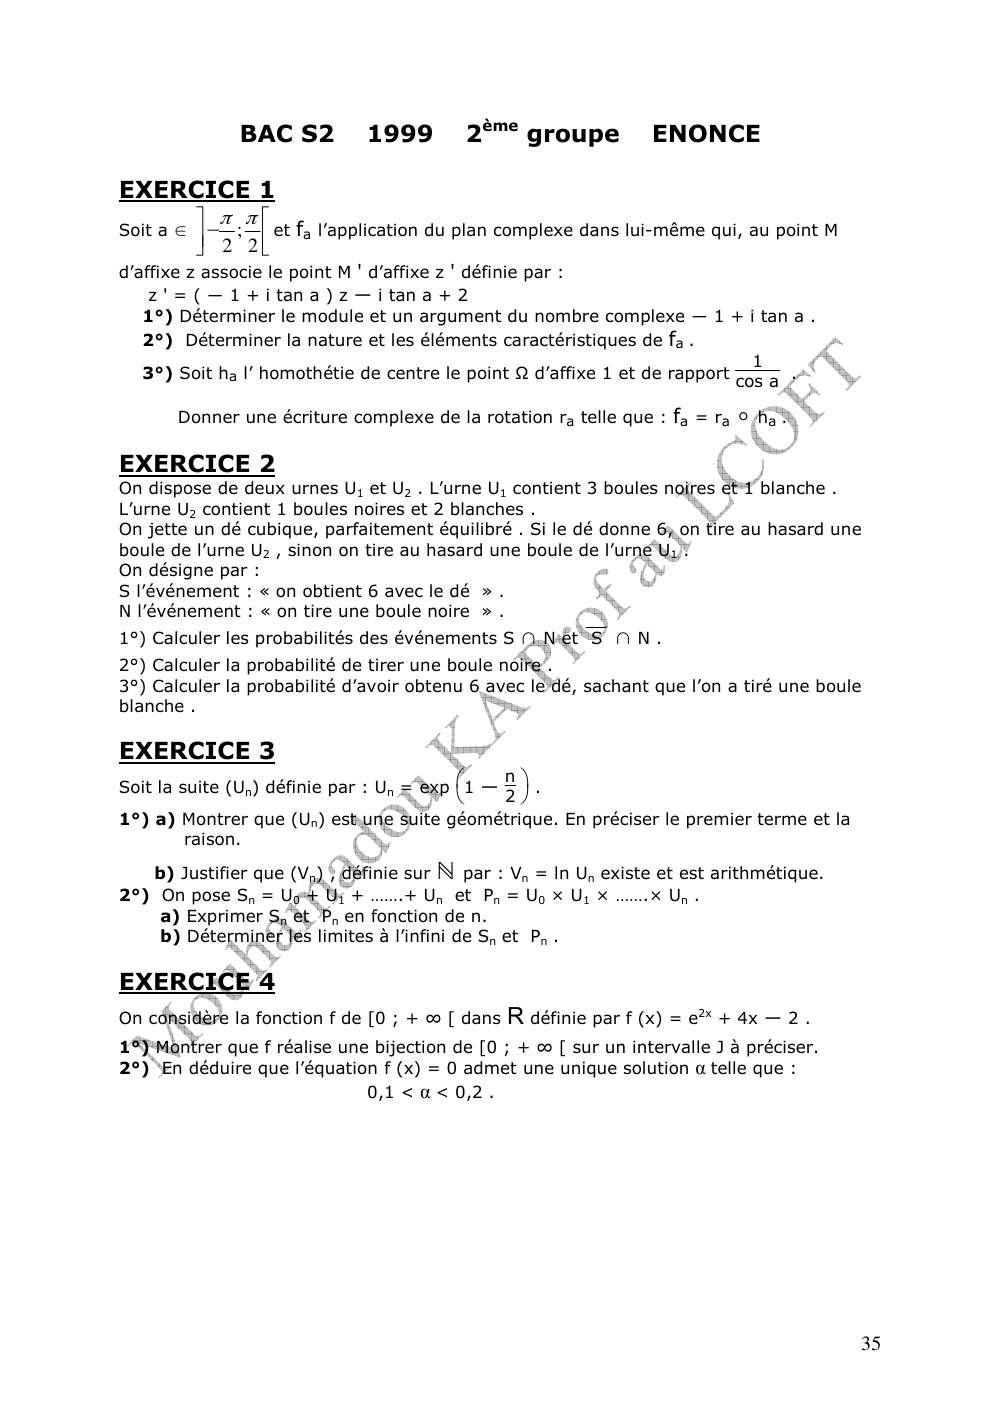 BAC S2 1999 2ème groupe ENONCE
EXERCICE 1
Soit a ∈ ]−π/2 ; π/2[ et fa l’application du plan complexe dans lui-même qui, au point M
d’affixe z associe le point M ' d’affixe z ' définie par :
z ' = ( — 1 + i tan a ) z — i tan a + 2
1°) Déterminer le module et un argument du nombre complexe — 1 + i tan a .
2°) Déterminer la nature et les éléments caractéristiques de fa .
3°) Soit ha l’ homothétie de centre le point Ω d’affixe 1 et de rapport 1/cos a .
Donner une écriture complexe de la rotation ra telle que : fa = ra ○ ha .
EXERCICE 2
On dispose de deux urnes U1 et U2 . L’urne U1 contient 3 boules noires et 1 blanche .
L’urne U2 contient 1 boules noires et 2 blanches .
On jette un dé cubique, parfaitement équilibré . Si le dé donne 6, on tire au hasard une
boule de l’urne U2 , sinon on tire au hasard une boule de l’urne U1 .
On désigne par :
S l’événement : « on obtient 6 avec le dé » .
N l’événement : « on tire une boule noire » .
1°) Calculer les probabilités des événements S ∩ N et S̅ ∩ N .
2°) Calculer la probabilité de tirer une boule noire .
3°) Calculer la probabilité d’avoir obtenu 6 avec le dé, sachant que l’on a tiré une boule
blanche .
EXERCICE 3
Soit la suite (Un) définie par : Un = exp (1 — n/2) .
1°) a) Montrer que (Un) est une suite géométrique. En préciser le premier terme et la
raison.
b) Justifier que (Vn) , définie sur ℕ par : Vn = ln Un existe et est arithmétique.
2°) On pose Sn = U0 + U1 + …….+ Un et Pn = U0 × U1 × …….× Un .
a) Exprimer Sn et Pn en fonction de n.
b) Déterminer les limites à l’infini de Sn et Pn .
EXERCICE 4
On considère la fonction f de [0 ; + ∞ [ dans R définie par f (x) = e2x + 4x — 2 .
1°) Montrer que f réalise une bijection de [0 ; + ∞ [ sur un intervalle J à préciser.
2°) En déduire que l’équation f (x) = 0 admet une unique solution α telle que :
0,1 < α < 0,2 .
Mouhamadou KA Prof au LCOFT
35